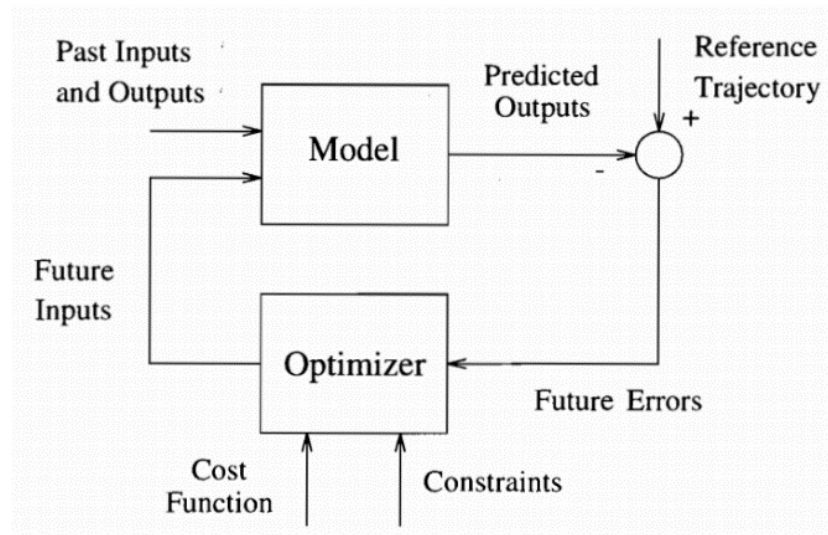 Past Inputs
and Outputs
Model
Predicted
Outputs
Reference
Trajectory
+
-
Future
Inputs
Optimizer
Future Errors
Cost
Function
Constraints